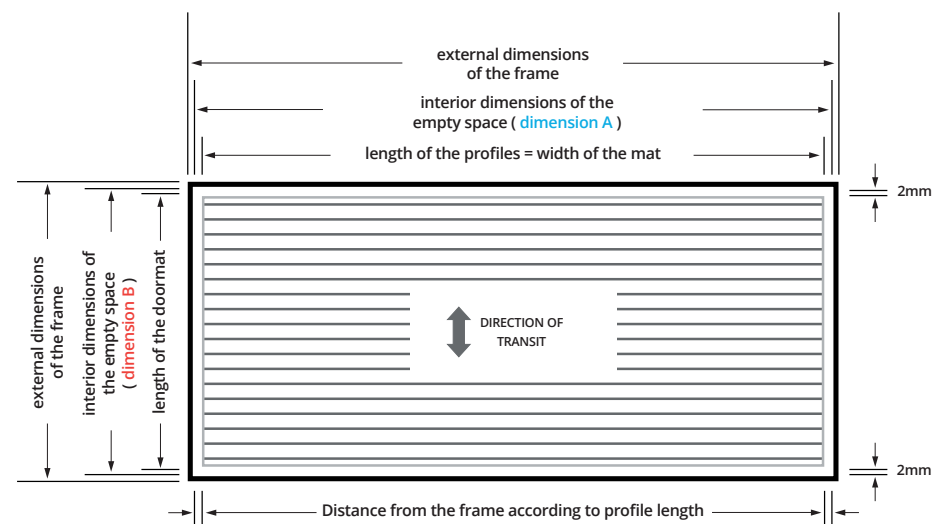 external dimensions
of the frame
interior dimensions of the
empty space ( dimension A )
length of the profiles = width of the mat
2mm
external dimensions
of the frame
interior dimensions of
the empty space
( dimension B )
length of the doormat
DIRECTION OF
TRANSIT
2mm
Distance from the frame according to profile length